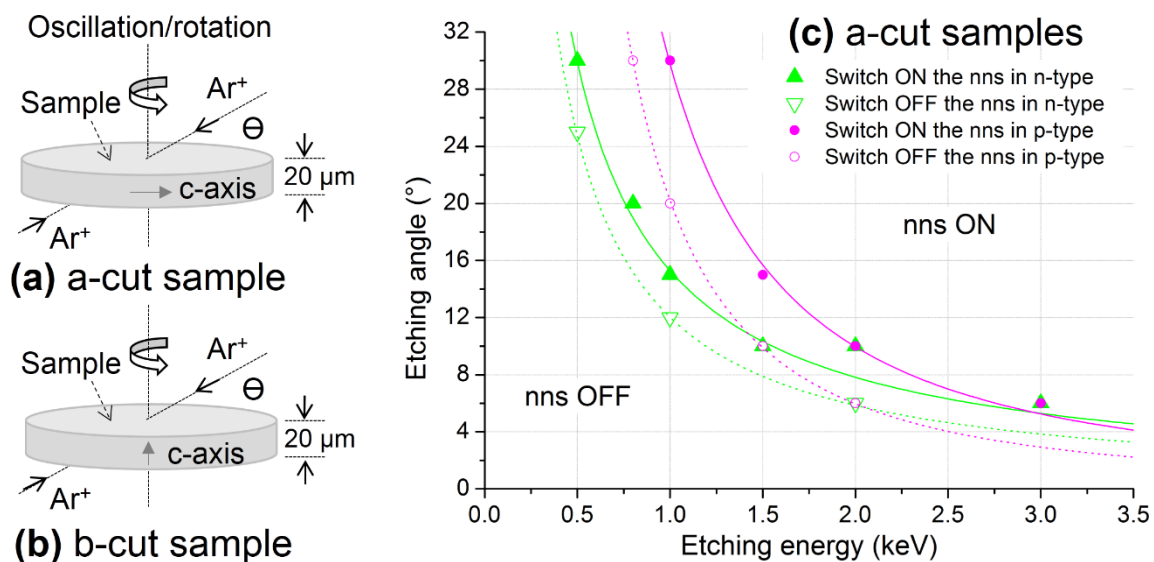 Oscillation/rotation
Ar⁺
Sample
Θ
20 µm
c-axis
Ar⁺
(a) a-cut sample
Ar⁺
Sample
Θ
20 µm
c-axis
Ar⁺
(b) b-cut sample
(c) a-cut samples
Switch ON the nns in n-type
Switch OFF the nns in n-type
Switch ON the nns in p-type
Switch OFF the nns in p-type
nns ON
nns OFF
Etching angle (°)
32
28
24
20
16
12
8
4
0
0.0 0.5 1.0 1.5 2.0 2.5 3.0 3.5
Etching energy (keV)